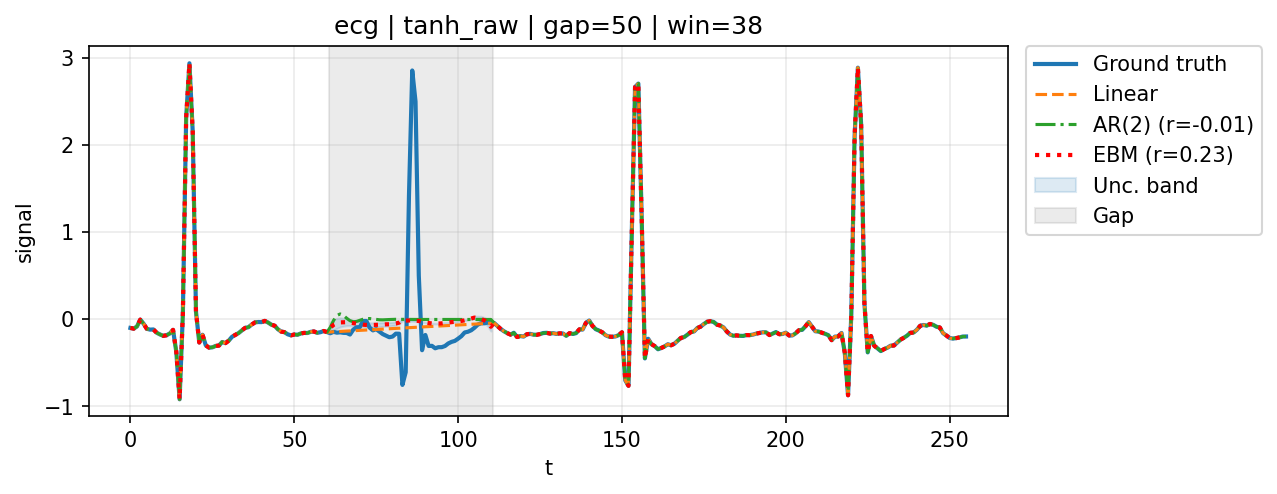 ecg | tanh_raw | gap=50 | win=38
3
2
1
0
−1
signal
0
50
100
150
200
250
t
Ground truth
Linear
AR(2) (r=-0.01)
EBM (r=0.23)
Unc. band
Gap